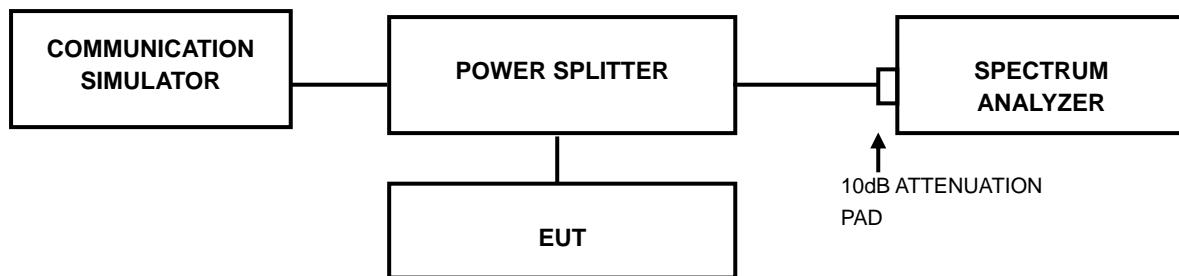 COMMUNICATION
SIMULATOR
POWER SPLITTER
SPECTRUM
ANALYZER
10dB ATTENUATION
PAD
EUT